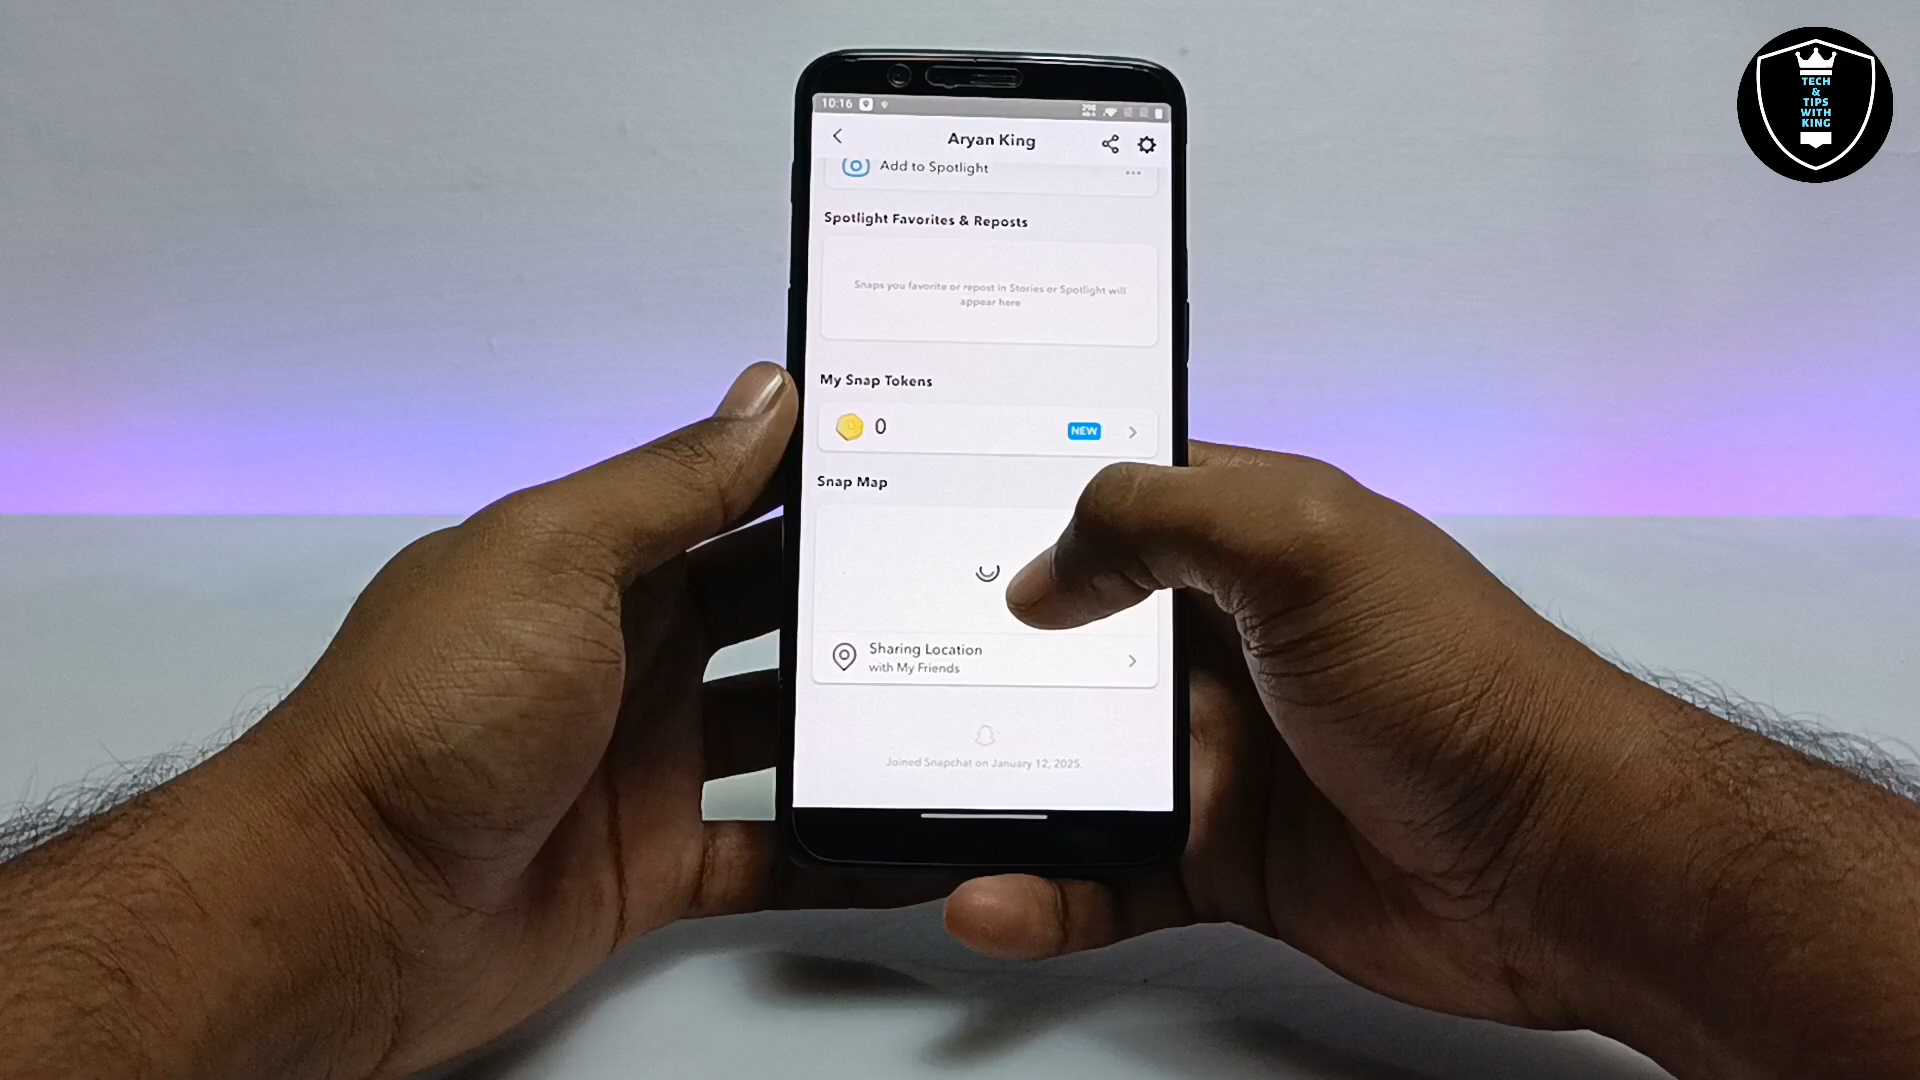 10:16
Aryan King
Add to Spotlight
Spotlight Favorites & Reposts
Snaps you favorite or repost in Stories or Spotlight will
appear here
My Snap Tokens
0
NEW
Snap Map
Sharing Location
with My Friends
Joined Snapchat on January 12, 2025
TECH
&
TIPS
WITH
KING